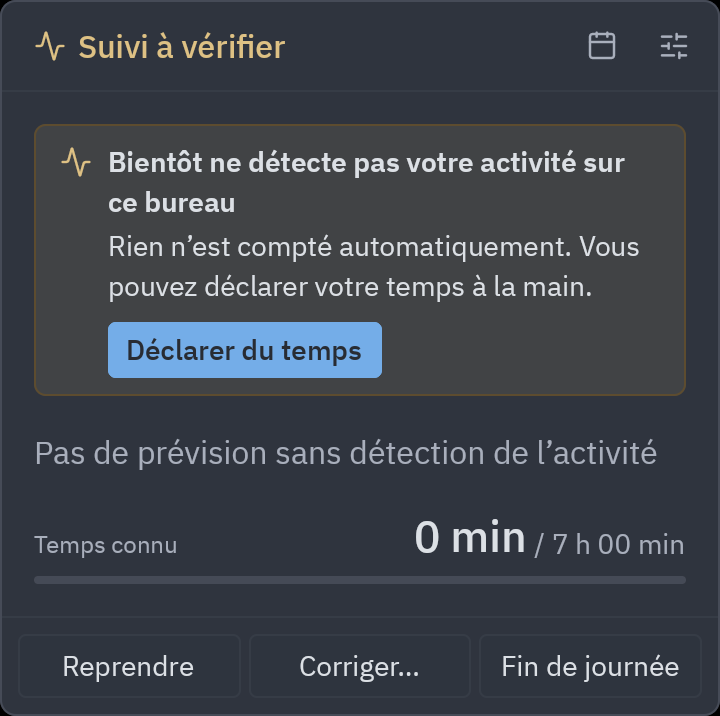 Suivi à vérifier
Bientôt ne détecte pas votre activité sur
ce bureau
Rien n’est compté automatiquement. Vous
pouvez déclarer votre temps à la main.
Déclarer du temps
Pas de prévision sans détection de l’activité
Temps connu 0 min / 7 h 00 min
Reprendre Corriger… Fin de journée